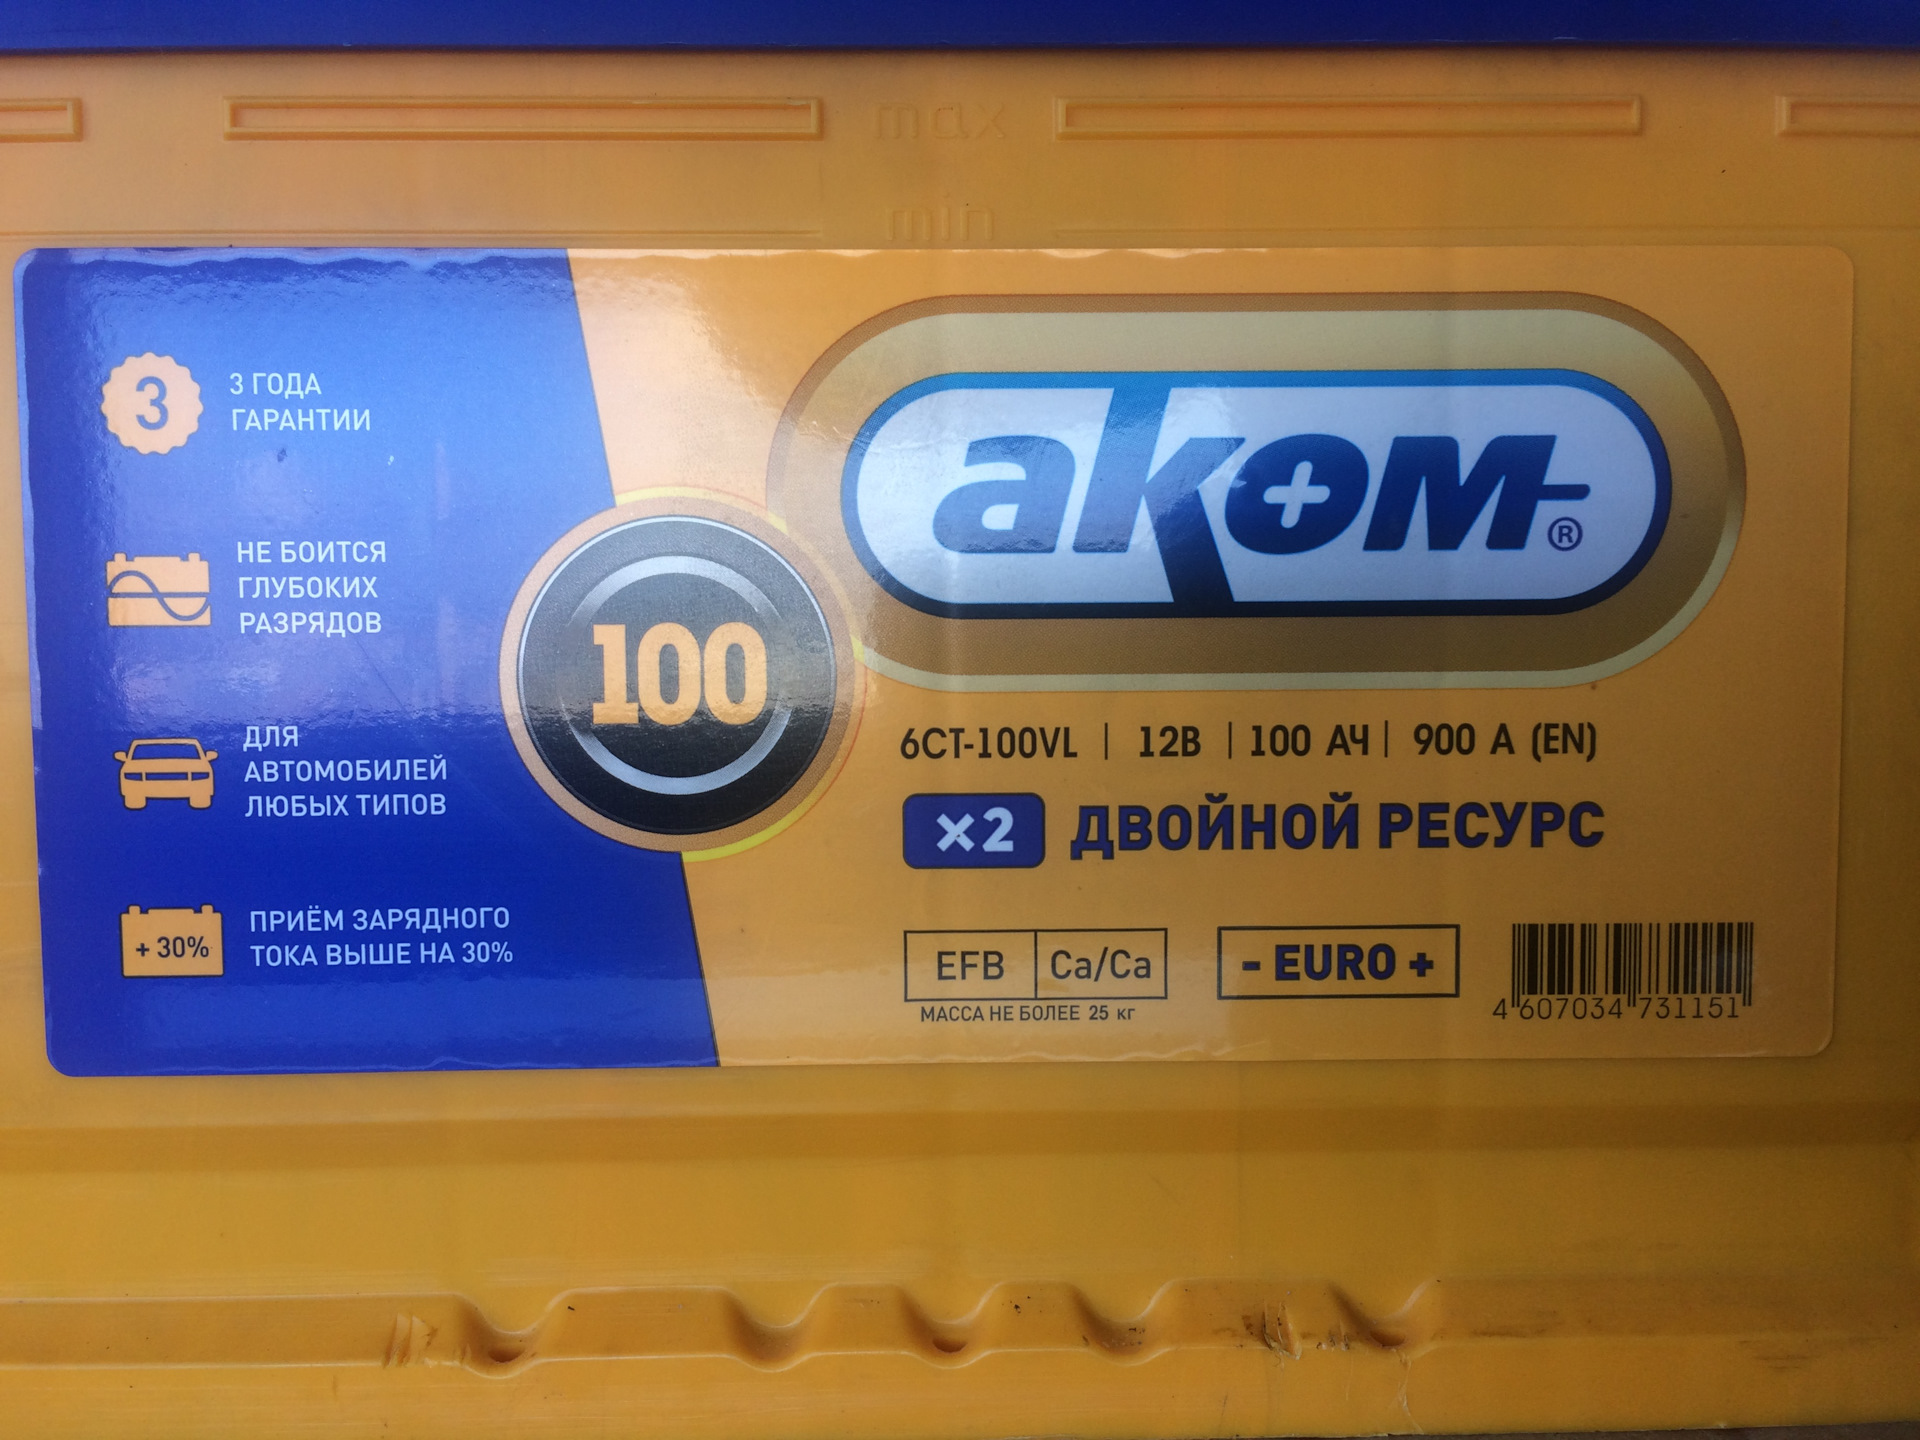 max
min
3
3 ГОДА
ГАРАНТИИ
НЕ БОИТСЯ
ГЛУБОКИХ
РАЗРЯДОВ
ДЛЯ
АВТОМОБИЛЕЙ
ЛЮБЫХ ТИПОВ
+ 30%
ПРИЁМ ЗАРЯДНОГО
ТОКА ВЫШЕ НА 30%
100
аком®
6СТ-100VL | 12В | 100 АЧ | 900 А (EN)
×2 ДВОЙНОЙ РЕСУРС
EFB Ca/Ca
МАССА НЕ БОЛЕЕ 25 кг
- EURO +
4 607034 731151